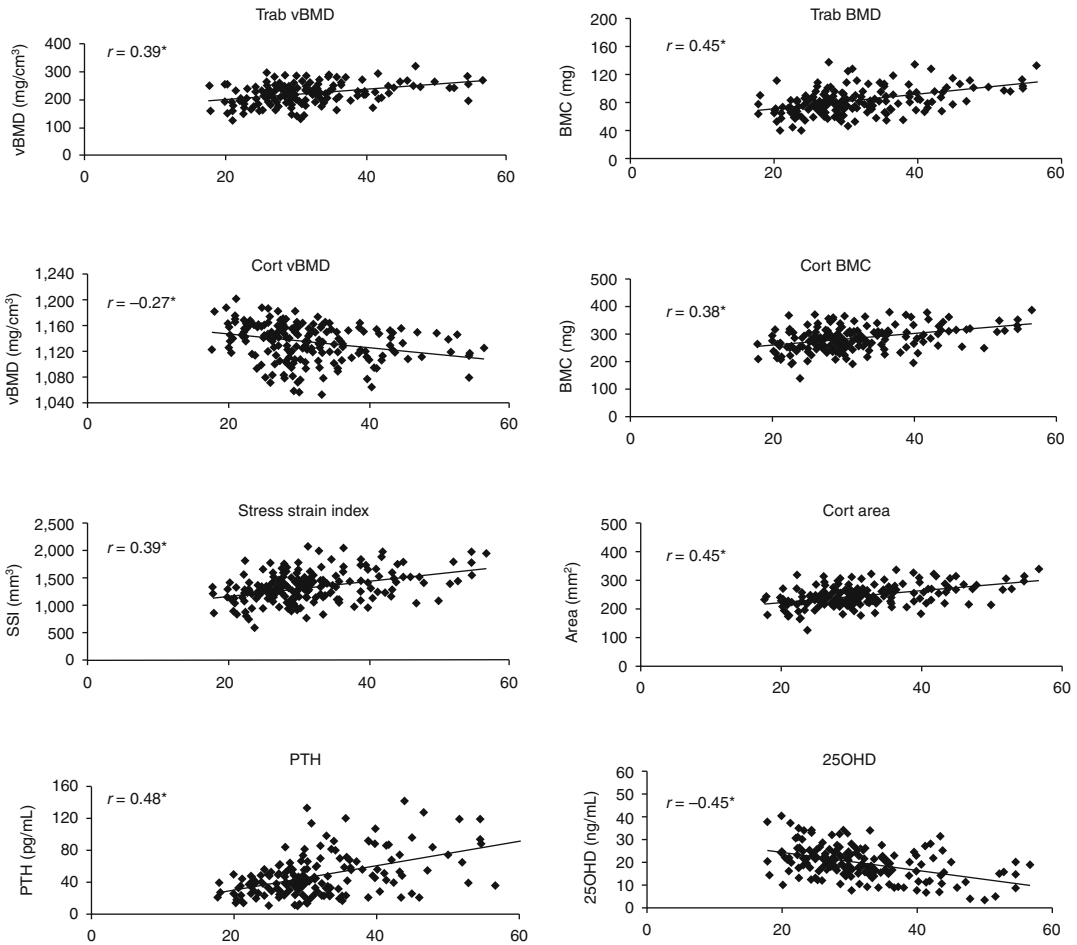 Trab vBMD
r = 0.39*
vBMD (mg/cm³)
400
300
200
100
0
0 20 40 60
Trab BMD
r = 0.45*
BMC (mg)
200
160
120
80
40
0
0 20 40 60
Cort vBMD
r = –0.27*
vBMD (mg/cm³)
1,240
1,200
1,160
1,120
1,080
1,040
0 20 40 60
Cort BMC
r = 0.38*
BMC (mg)
500
400
300
200
100
0
0 20 40 60
Stress strain index
r = 0.39*
SSI (mm³)
2,500
2,000
1,500
1,000
500
0
0 20 40 60
Cort area
r = 0.45*
Area (mm²)
500
400
300
200
100
0
0 20 40 60
PTH
r = 0.48*
PTH (pg/mL)
160
120
80
40
0
0 20 40 60
25OHD
r = –0.45*
25OHD (ng/mL)
60
50
40
30
20
10
0
0 20 40 60